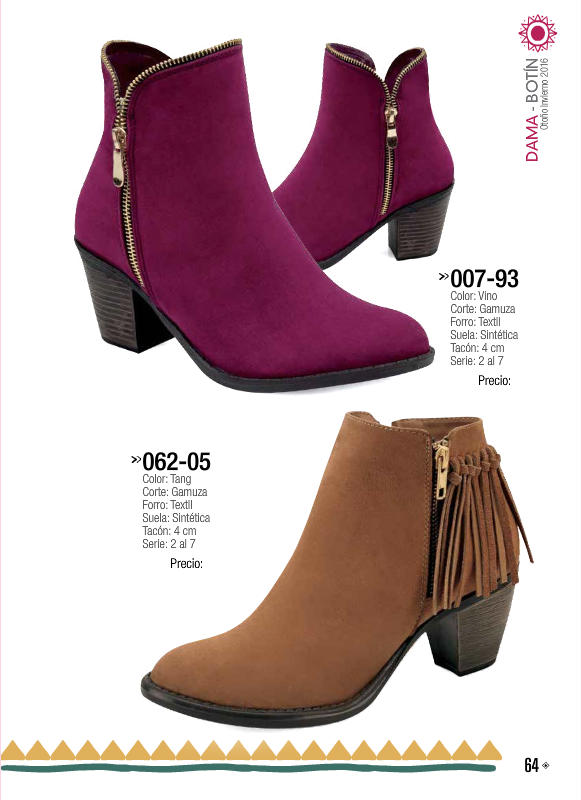 DAMA - BOTÍN
Otoño Invierno 2016
007-93
Color: Vino
Corte: Gamuza
Forro: Textil
Suela: Sintética
Tacón: 4 cm
Serie: 2 al 7
Precio:
062-05
Color: Tang
Corte: Gamuza
Forro: Textil
Suela: Sintética
Tacón: 4 cm
Serie: 2 al 7
Precio:
64